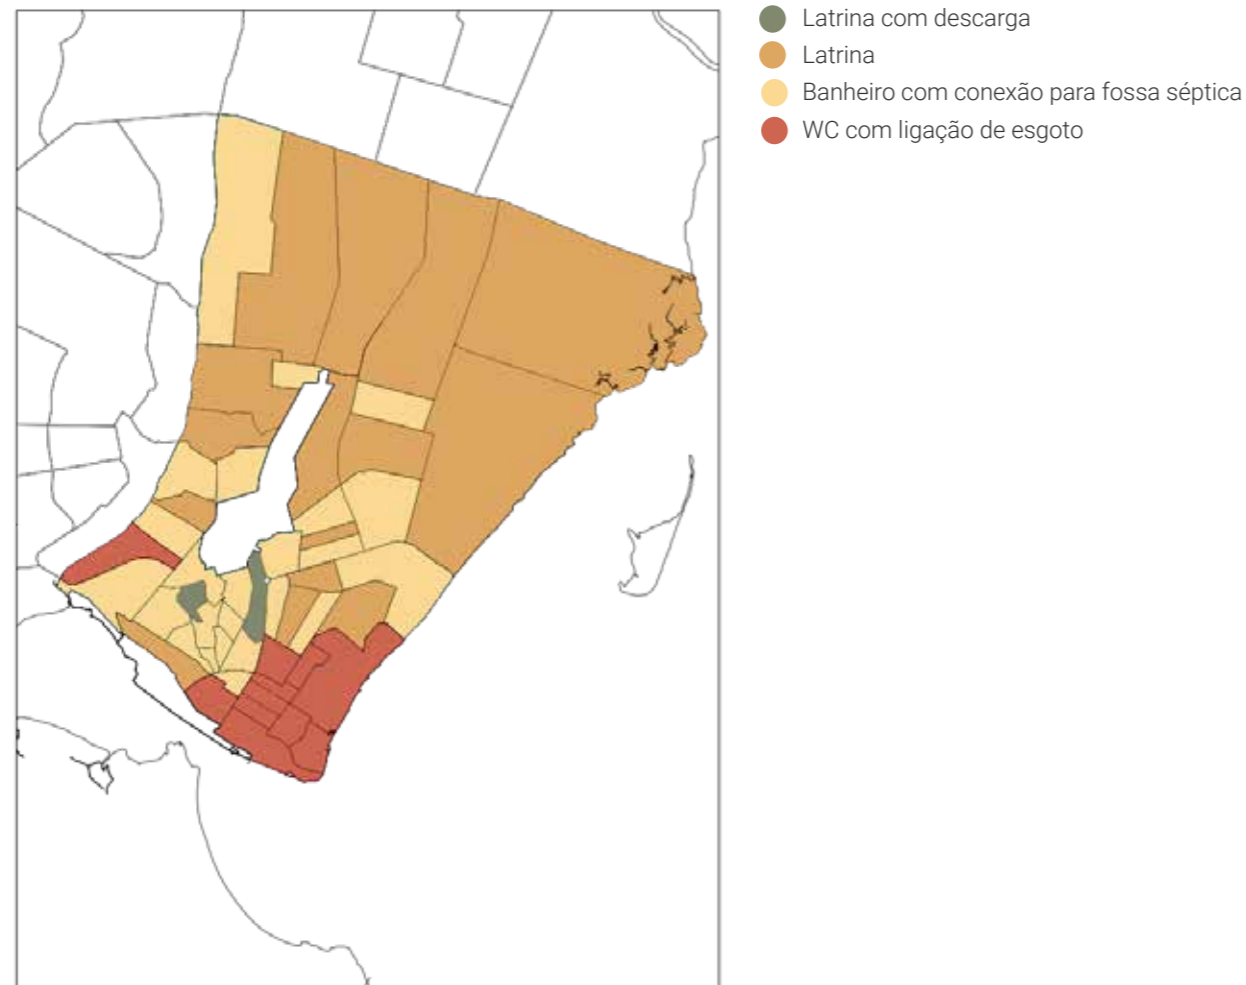 Latrina com descarga
Latrina
Banheiro com conexão para fossa séptica
WC com ligação de esgoto